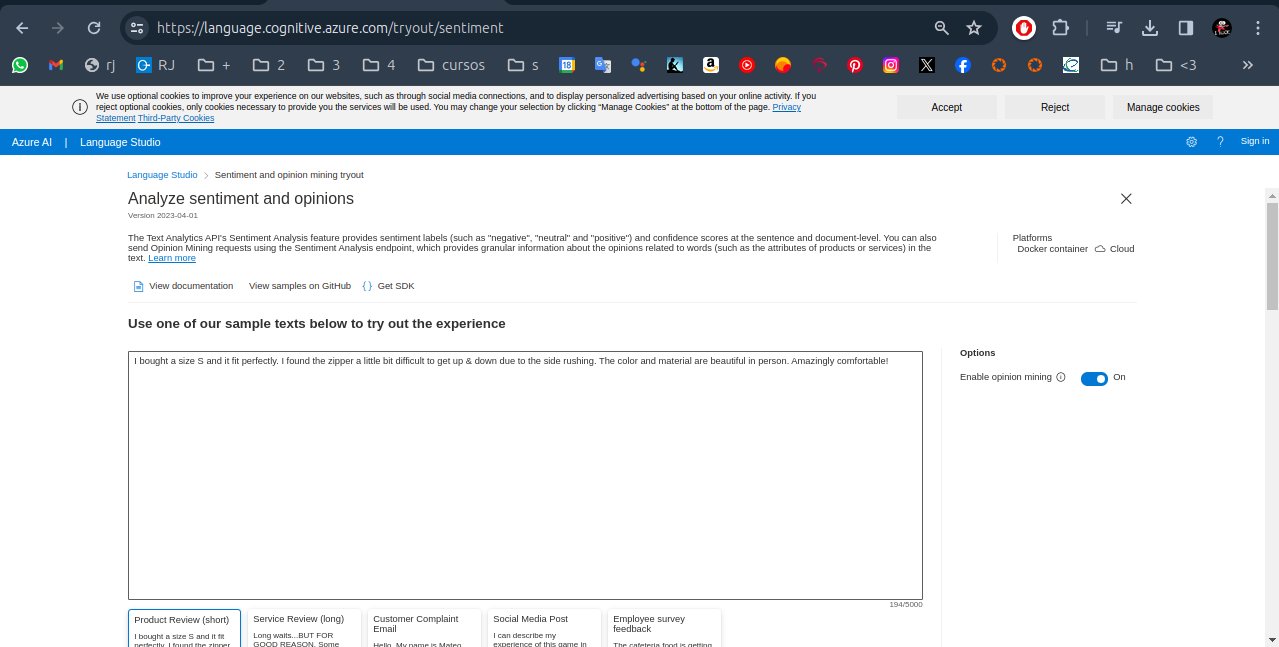 https://language.cognitive.azure.com/tryout/sentiment
rj RJ + 2 3 4 cursos s 18 h <3
We use optional cookies to improve your experience on our websites, such as through social media connections, and to display personalized advertising based on your online activity. If you
reject optional cookies, only cookies necessary to provide you the services will be used. You may change your selection by clicking "Manage Cookies" at the bottom of the page. Privacy
Statement Third-Party Cookies
Accept Reject Manage cookies
Azure AI | Language Studio ? Sign in
Language Studio > Sentiment and opinion mining tryout
Analyze sentiment and opinions
Version 2023-04-01
The Text Analytics API's Sentiment Analysis feature provides sentiment labels (such as "negative", "neutral" and "positive") and confidence scores at the sentence and document-level. You can also
send Opinion Mining requests using the Sentiment Analysis endpoint, which provides granular information about the opinions related to words (such as the attributes of products or services) in the
text. Learn more
Platforms
Docker container Cloud
View documentation View samples on GitHub {} Get SDK
Use one of our sample texts below to try out the experience
I bought a size S and it fit perfectly. I found the zipper a little bit difficult to get up & down due to the side rushing. The color and material are beautiful in person. Amazingly comfortable!
194/5000
Options
Enable opinion mining On
Product Review (short)
I bought a size S and it fit
perfectly. I found the zipper
Service Review (long)
Long waits...BUT FOR
GOOD REASON. Some
Customer Complaint
Email
Hello, My name is Mateo
Social Media Post
I can describe my
experience of this game in
Employee survey
feedback
The cafeteria food is getting